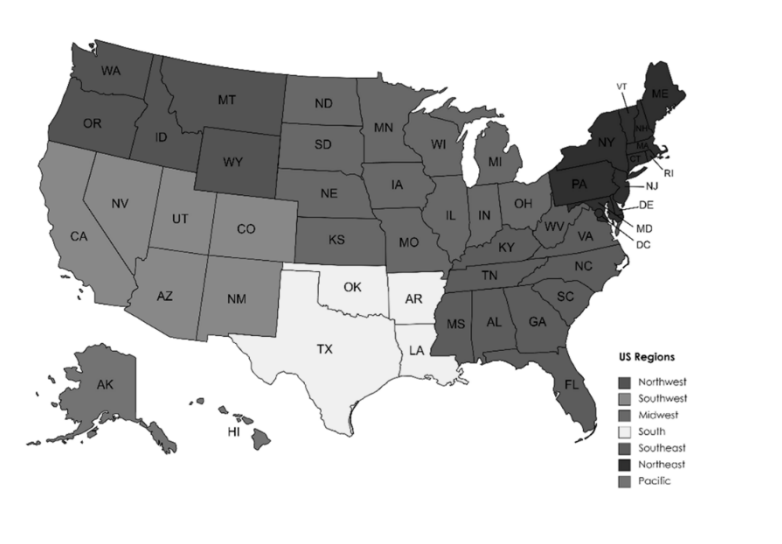 WA
OR
ID
MT
WY
ND
SD
NE
KS
MN
IA
MO
WI
IL
MI
IN
OH
KY
WV
VA
TN
NC
SC
MS
AL
GA
FL
CA
NV
UT
CO
AZ
NM
OK
TX
AR
LA
VT
ME
NH
MA
NY
CT
RI
PA
NJ
DE
MD
DC
AK
HI
US Regions
Northwest
Southwest
Midwest
South
Southeast
Northeast
Pacific